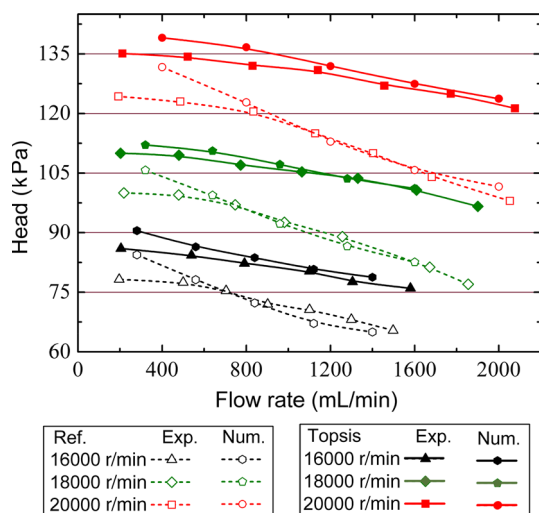 135
120
105
90
75
60
Head (kPa)
400 800 1200 1600 2000
Flow rate (mL/min)
Ref. Exp. Num.
16000 r/min
18000 r/min
20000 r/min
Topsis Exp. Num.
16000 r/min
18000 r/min
20000 r/min